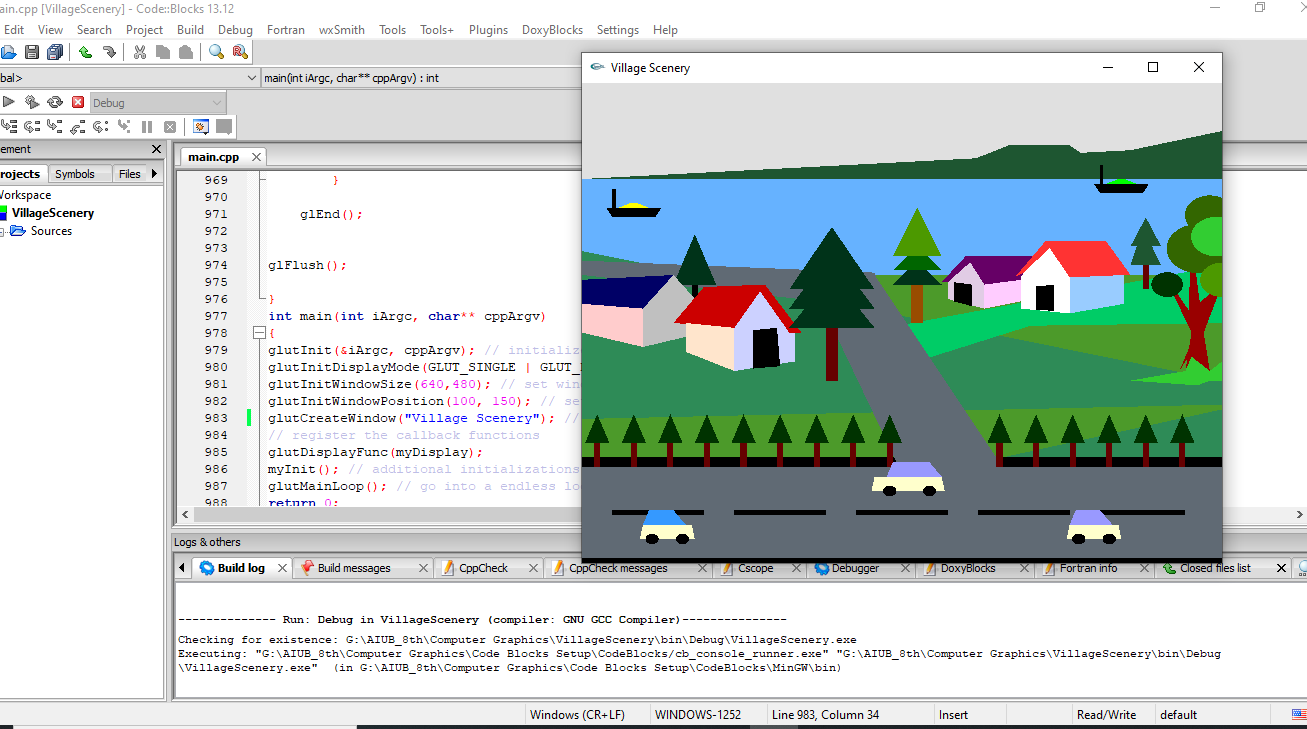 ain.cpp [VillageScenery] - Code::Blocks 13.12
Edit View Search Project Build Debug Fortran wxSmith Tools Tools+ Plugins DoxyBlocks Settings Help
bal>
main(int iArgc, char** cppArgv) : int
Debug
Village Scenery
ement
main.cpp
rojects Symbols Files
Workspace
VillageScenery
Sources
969 }
970
971 glEnd();
972
973
974 glFlush();
975
976 }
977 int main(int iArgc, char** cppArgv)
978 {
979 glutInit(&iArgc, cppArgv); // initializ
980 glutInitDisplayMode(GLUT_SINGLE | GLUT_
981 glutInitWindowSize(640,480); // set win
982 glutInitWindowPosition(100, 150); // se
983 glutCreateWindow("Village Scenery"); //
984 // register the callback functions
985 glutDisplayFunc(myDisplay);
986 myInit(); // additional initializations
987 glutMainLoop(); // go into a endless lo
988 return 0;
Logs & others
Build log Build messages CppCheck CppCheck messages Cscope Debugger DoxyBlocks Fortran info Closed files list
-------------- Run: Debug in VillageScenery (compiler: GNU GCC Compiler)---------------
Checking for existence: G:\AIUB_8th\Computer Graphics\VillageScenery\bin\Debug\VillageScenery.exe
Executing: "G:\AIUB_8th\Computer Graphics\Code Blocks Setup\CodeBlocks/cb_console_runner.exe" "G:\AIUB_8th\Computer Graphics\VillageScenery\bin\Debug
\VillageScenery.exe" (in G:\AIUB_8th\Computer Graphics\Code Blocks Setup\CodeBlocks\MinGW\bin)
Windows (CR+LF) WINDOWS-1252 Line 983, Column 34 Insert Read/Write default